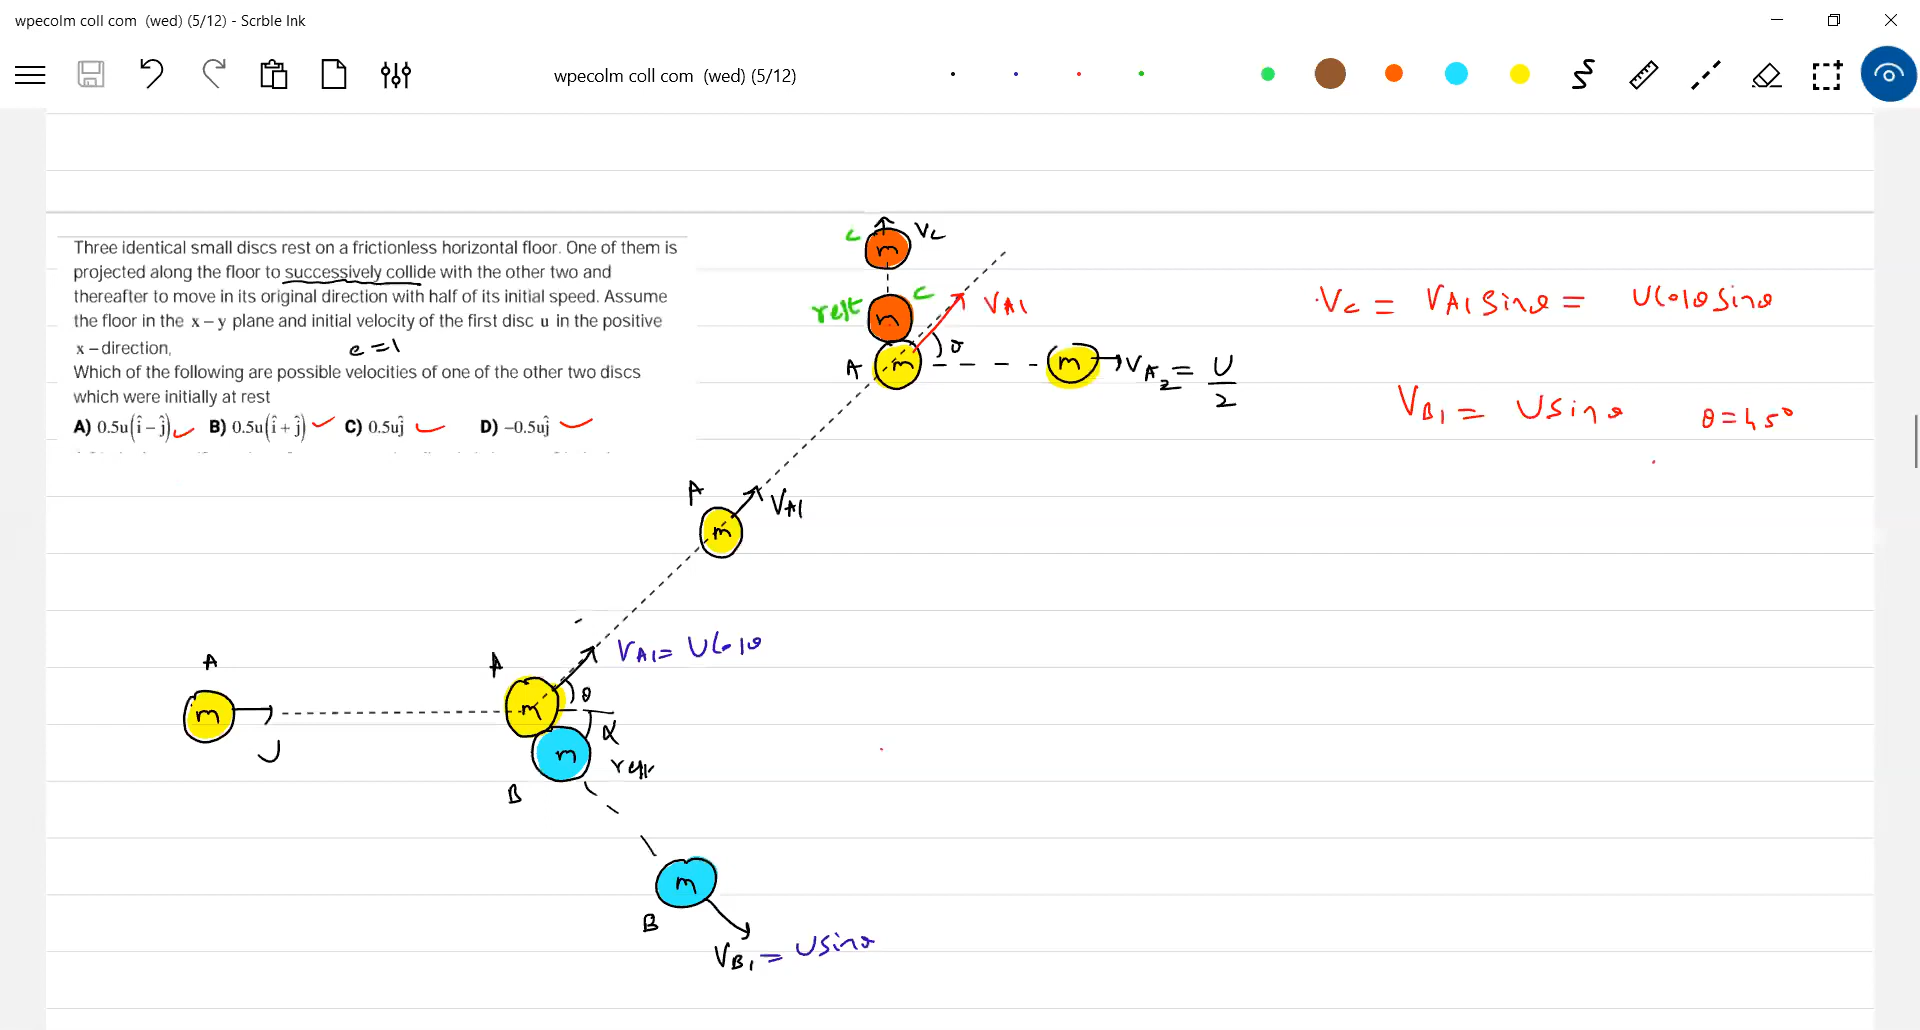 wpecolm coll com (wed) (5/12) - Scrble Ink
wpecolm coll com (wed) (5/12)
Three identical small discs rest on a frictionless horizontal floor. One of them is
projected along the floor to successively collide with the other two and
thereafter to move in its original direction with half of its initial speed. Assume
the floor in the x – y plane and initial velocity of the first disc u in the positive
x – direction,
e = 1
Which of the following are possible velocities of one of the other two discs
which were initially at rest
A) 0.5u(î − ĵ) B) 0.5u(î + ĵ) C) 0.5uĵ D) −0.5uĵ
C m Vc
rest m C VA1
A m θ m VA2 = U/2
Vc = VA1 sinθ = Ucosθ sinθ
VB1 = Usinθ θ = 45°
A
m VA1
A
m U
A VA1 = Ucosθ
m θ
α
m rest
B
m
B
VB1 = Usinθ